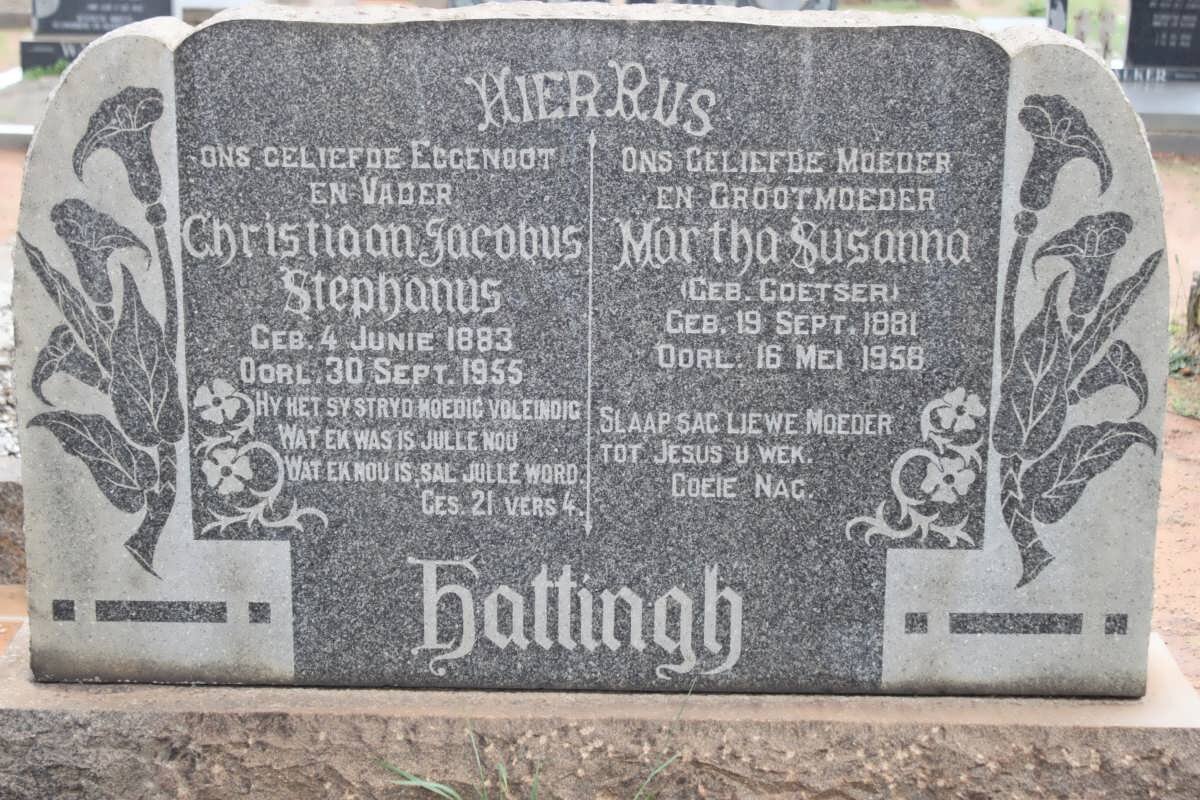 HIER RUS
ONS GELIEFDE EGGENOOT
EN VADER
Christiaan Jacobus
Stephanus
GEB. 4 JUNIE 1883
OORL. 30 SEPT. 1955
HY HET SY STRYD MOEDIG VOLEINDIG
WAT EK WAS IS JULLE NOU
WAT EK NOU IS, SAL JULLE WORD.
GES. 21 VERS 4.
ONS GELIEFDE MOEDER
EN GROOTMOEDER
Martha Susanna
(GEB. COETSER)
GEB. 19 SEPT. 1881
OORL. 16 MEI 1958
SLAAP SAG LIEWE MOEDER
TOT JESUS U WEK.
GOEIE NAG.
Hattingh